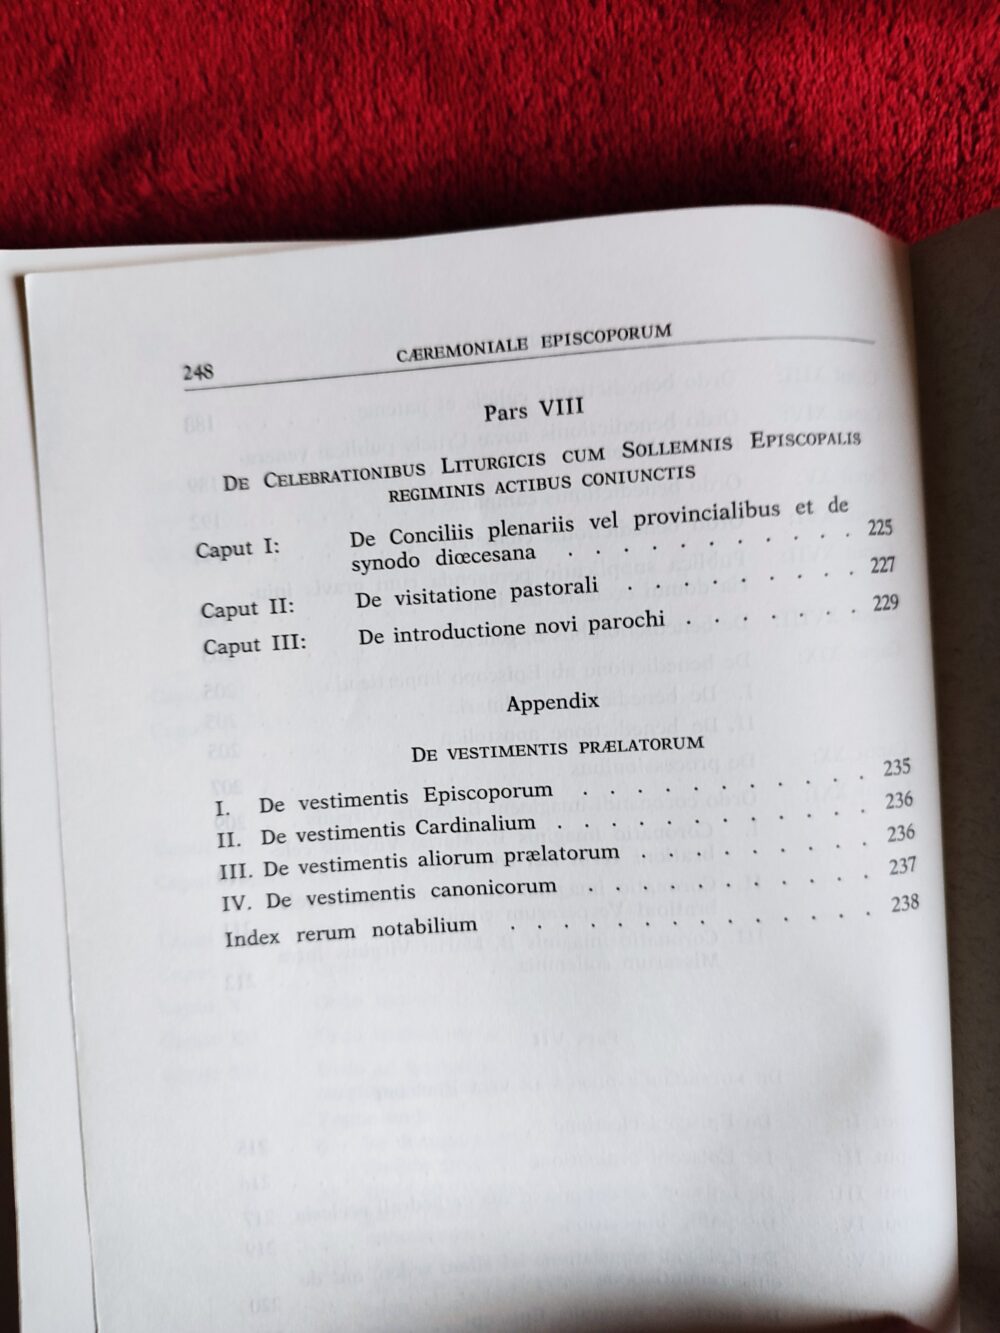 248 CÆREMONIALE EPISCOPORUM
Pars VIII
De Celebrationibus Liturgicis cum Sollemnis Episcopalis
regiminis actibus coniunctis
Caput I: De Conciliis plenariis vel provincialibus et de
synodo diœcesana . . . . . . . . . . . 225
Caput II: De visitatione pastorali . . . . . . . . . 227
Caput III: De introductione novi parochi . . . . . . . 229
Appendix
De vestimentis prælatorum
I. De vestimentis Episcoporum . . . . . . . . . . . 235
II. De vestimentis Cardinalium . . . . . . . . . . . . 236
III. De vestimentis aliorum prælatorum . . . . . . . . . 236
IV. De vestimentis canonicorum . . . . . . . . . . . 237
Index rerum notabilium . . . . . . . . . . . . . . 238